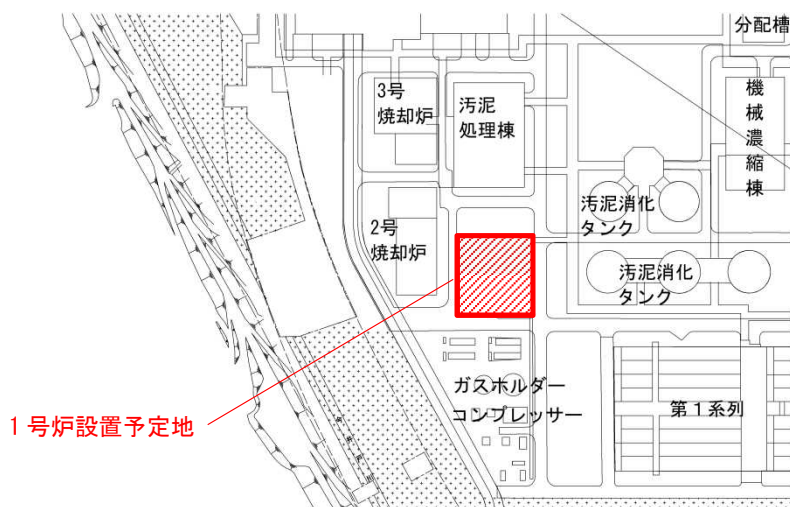 分配槽
3号
焼却炉
汚泥
処理棟
機械濃縮棟
汚泥消化
タンク
2号
焼却炉
汚泥消化
タンク
ガスホルダー
コンプレッサー
第1系列
1号炉設置予定地